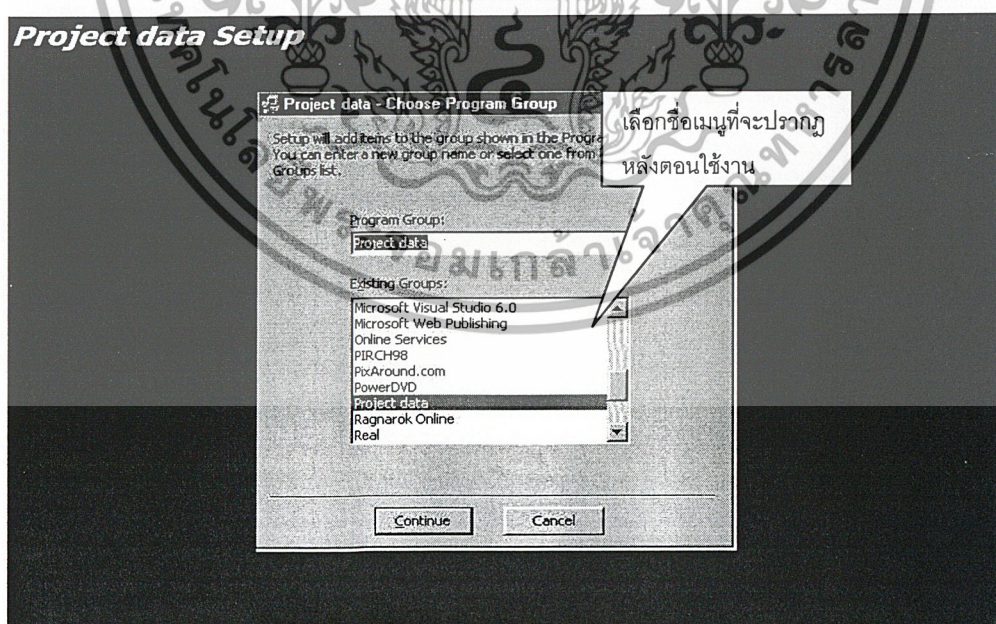 Project data Setup
Project data - Choose Program Group
Setup will add items to the group shown in the Progra
You can enter a new group name or select one from
Groups list.
เลือกชื่อเมนูที่จะปรากฏ
หลังตอนใช้งาน
Program Group:
Project data
Existing Groups:
Microsoft Visual Studio 6.0
Microsoft Web Publishing
Online Services
PIRCH98
PixAround.com
PowerDVD
Project data
Ragnarok Online
Real
Continue
Cancel